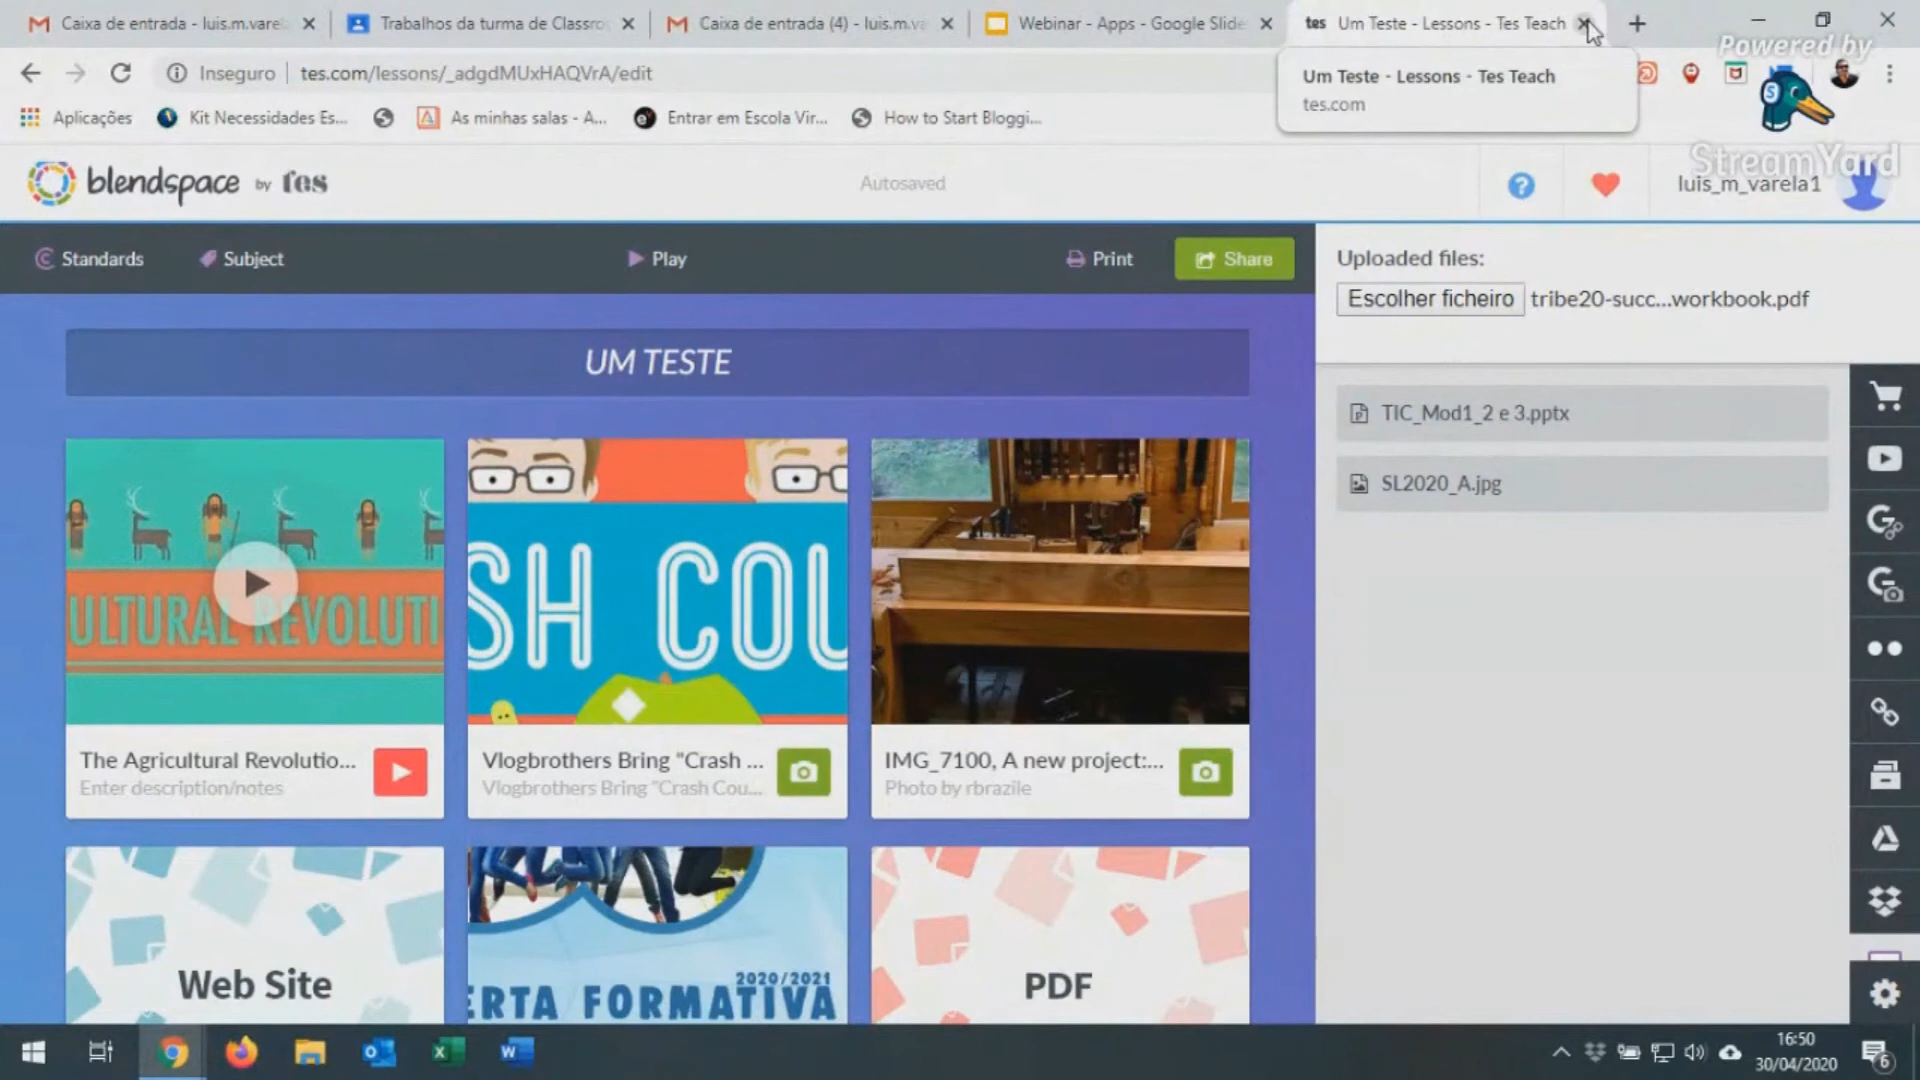 Caixa de entrada - luis.m.varel
Trabalhos da turma de Classroo
Caixa de entrada (4) - luis.m.va
Webinar - Apps - Google Slide
tes Um Teste - Lessons - Tes Teach
Inseguro
tes.com/lessons/_adgdMUxHAQVrA/edit
Um Teste - Lessons - Tes Teach
tes.com
Powered by
StreamYard
Aplicações
Kit Necessidades Es...
As minhas salas - A...
Entrar em Escola Vir...
How to Start Bloggi...
blendspace by tes
Autosaved
?
luis_m_varela1
Standards
Subject
Play
Print
Share
Uploaded files:
Escolher ficheiro tribe20-succ...workbook.pdf
UM TESTE
TIC_Mod1_2 e 3.pptx
SL2020_A.jpg
ULTURAL REVOLUTI
SH COU
The Agricultural Revolutio...
Enter description/notes
Vlogbrothers Bring "Crash ...
Vlogbrothers Bring "Crash Cou...
IMG_7100, A new project:...
Photo by rbrazile
Web Site
2020/2021
ERTA FORMATIVA
PDF
16:50
30/04/2020
6